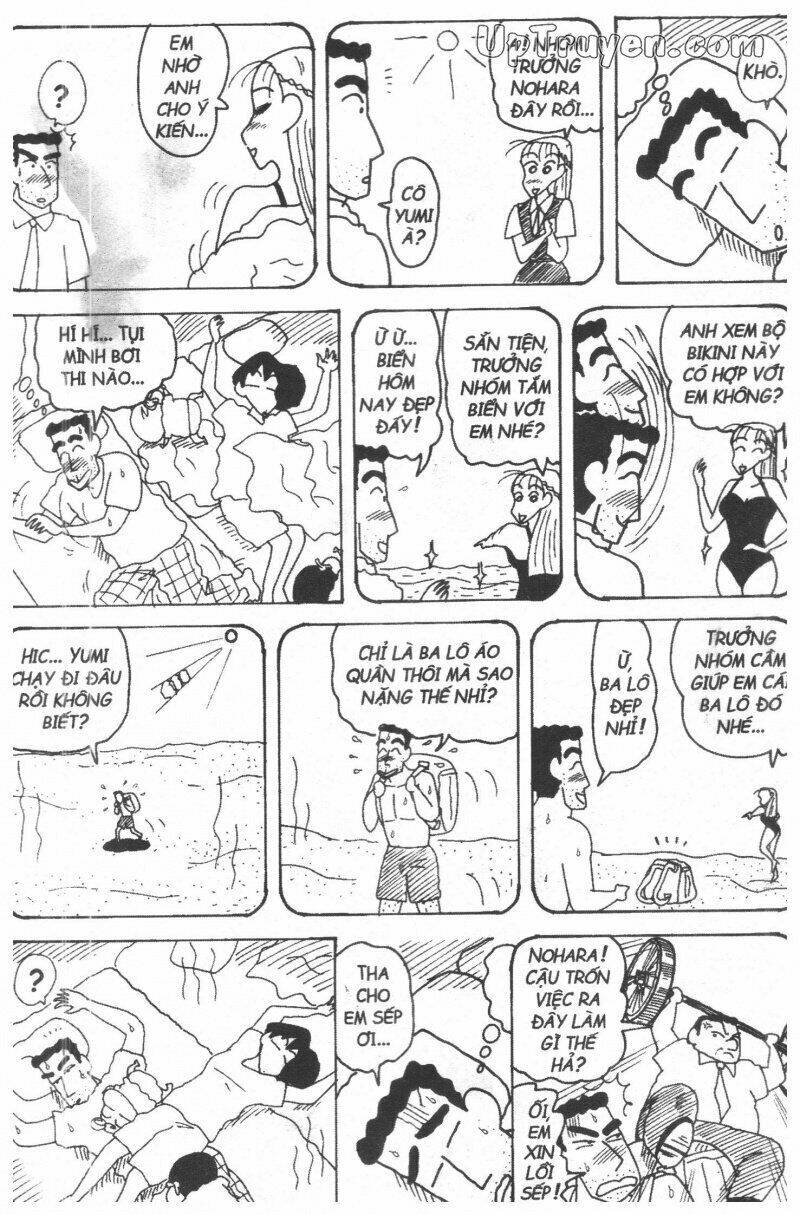 UpTruyen.com
KHÒ.
A! NHÓM
TRƯỞNG
NOHARA
ĐÂY RỒI...
CÔ
YUMI
À?
EM
NHỜ
ANH
CHO Ý
KIẾN...
?
ANH XEM BỘ
BIKINI NÀY
CÓ HỢP VỚI
EM KHÔNG?
SẴN TIỆN,
TRƯỞNG
NHÓM TẮM
BIỂN VỚI
EM NHÉ?
Ừ Ừ...
BIỂN
HÔM
NAY ĐẸP
ĐẤY!
HÍ HÍ... TỤI
MÌNH BƠI
THI NÀO...
TRƯỞNG
NHÓM CẦM
GIÚP EM CÁI
BA LÔ ĐÓ
NHÉ...
Ừ,
BA LÔ
ĐẸP
NHỈ!
CHỈ LÀ BA LÔ ÁO
QUẦN THÔI MÀ SAO
NẶNG THẾ NHỈ?
HIC... YUMI
CHẠY ĐI ĐÂU
RỒI KHÔNG
BIẾT?
NOHARA!
CẬU TRỐN
VIỆC RA
ĐÂY LÀM
GÌ THẾ
HẢ?
ỐI,
EM
XIN
LỖI
SẾP!
THA
CHO
EM SẾP
ƠI...
?